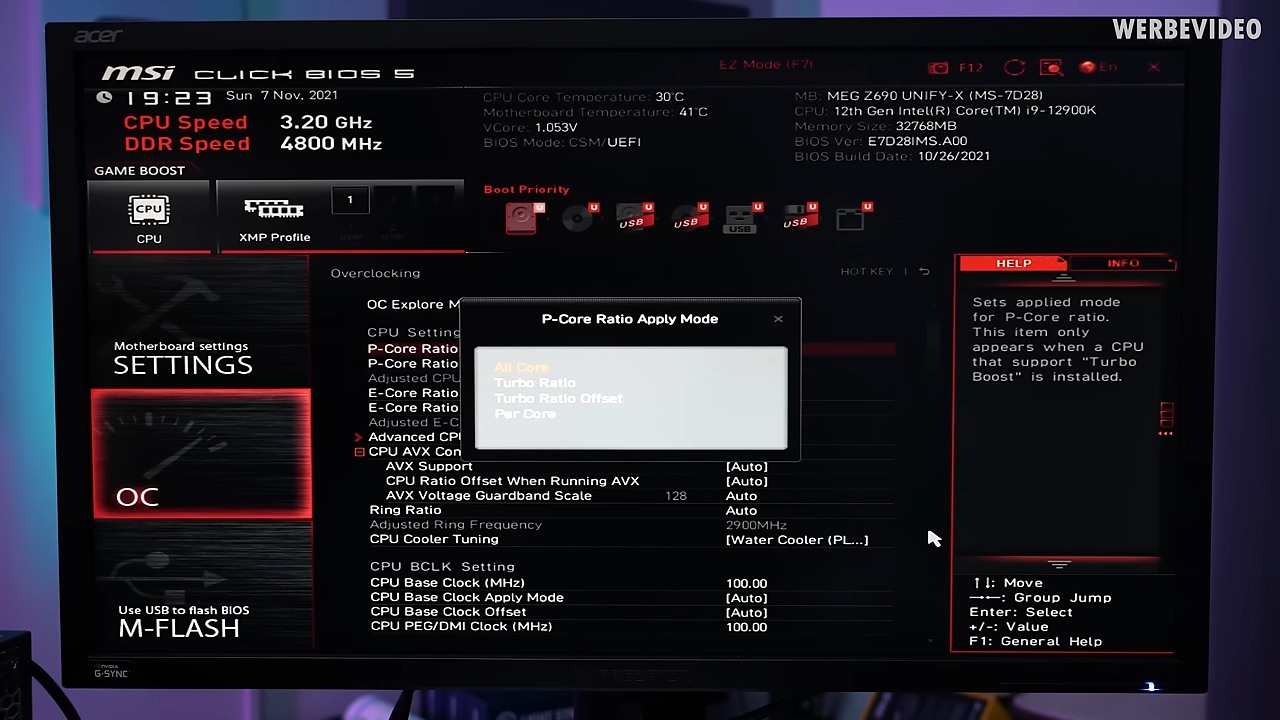 WERBEVIDEO
acer
msi CLICK BIOS 5
EZ Mode (F7)
F12
En
19:23 Sun 7 Nov, 2021
CPU Speed 3.20 GHz
DDR Speed 4800 MHz
CPU Core Temperature: 30°C
Motherboard Temperature: 41°C
VCore: 1.053V
BIOS Mode: CSM/UEFI
MB: MEG Z690 UNIFY-X (MS-7D28)
CPU: 12th Gen Intel(R) Core(TM) i9-12900K
Memory Size: 32768MB
BIOS Ver: E7D28IMS.A00
BIOS Build Date: 10/26/2021
GAME BOOST
CPU
CPU
1
XMP Profile
user
user
Boot Priority
U
U
USB U
USB U
USB U
USB U
U
Motherboard settings
SETTINGS
OC
Use USB to flash BIOS
M-FLASH
Overclocking
HOT KEY
OC Explore M
CPU Setting
P-Core Ratio
P-Core Ratio
Adjusted CPU
E-Core Ratio
E-Core Ratio
Adjusted E-C
Advanced CPU
CPU AVX Con
AVX Support [Auto]
CPU Ratio Offset When Running AVX [Auto]
AVX Voltage Guardband Scale 128 Auto
Ring Ratio Auto
Adjusted Ring Frequency 2900MHz
CPU Cooler Tuning [Water Cooler (PL...]
CPU BCLK Setting
CPU Base Clock (MHz) 100.00
CPU Base Clock Apply Mode [Auto]
CPU Base Clock Offset [Auto]
CPU PEG/DMI Clock (MHz) 100.00
P-Core Ratio Apply Mode
All Core
Turbo Ratio
Turbo Ratio Offset
Per Core
HELP
INFO
Sets applied mode
for P-Core ratio.
This item only
appears when a CPU
that support "Turbo
Boost" is installed.
↑↓: Move
→←: Group Jump
Enter: Select
+/-: Value
F1: General Help
NVIDIA
G-SYNC
PREDATOR